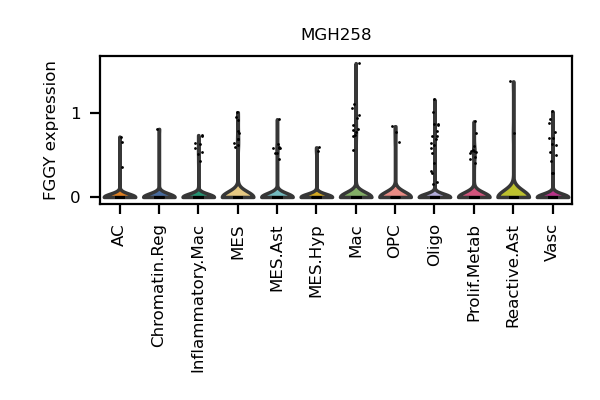 MGH258
FGGY expression
1
0
AC
Chromatin.Reg
Inflammatory.Mac
MES
MES.Ast
MES.Hyp
Mac
OPC
Oligo
Prolif.Metab
Reactive.Ast
Vasc